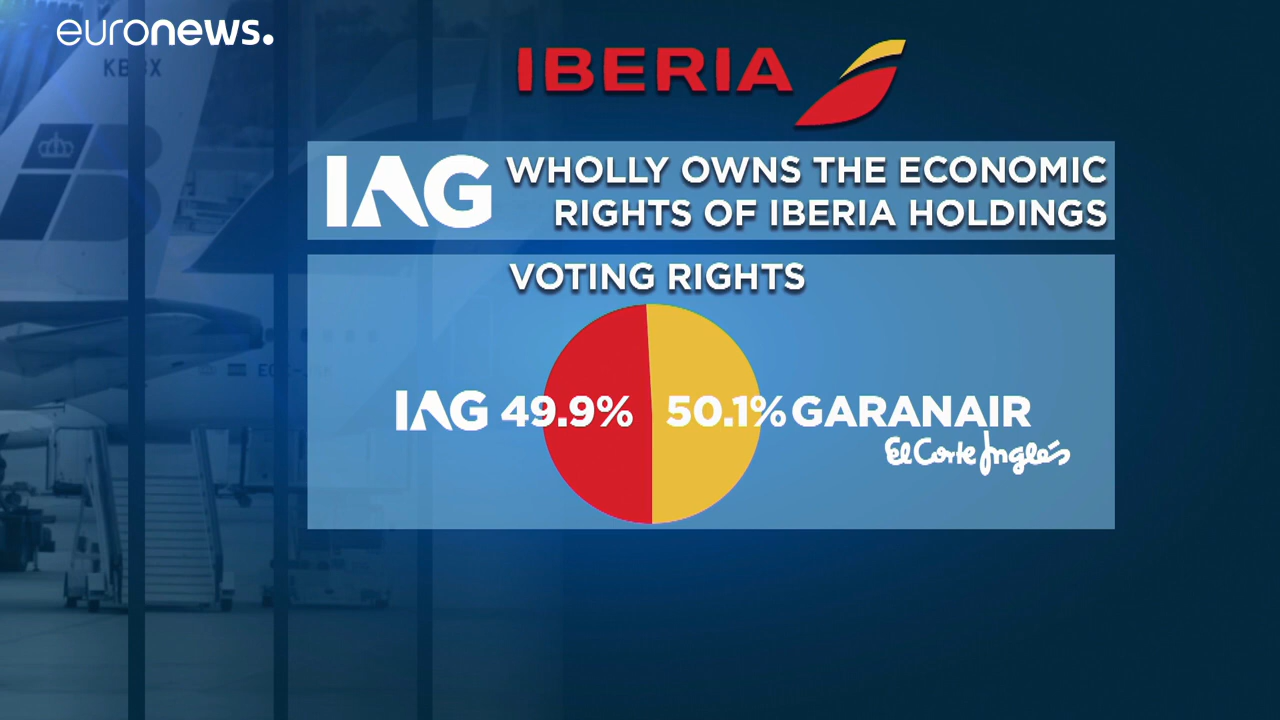 euronews.
IBERIA
IAG
WHOLLY OWNS THE ECONOMIC
RIGHTS OF IBERIA HOLDINGS
VOTING RIGHTS
IAG 49.9% 50.1% GARANAIR
El Corte Inglés